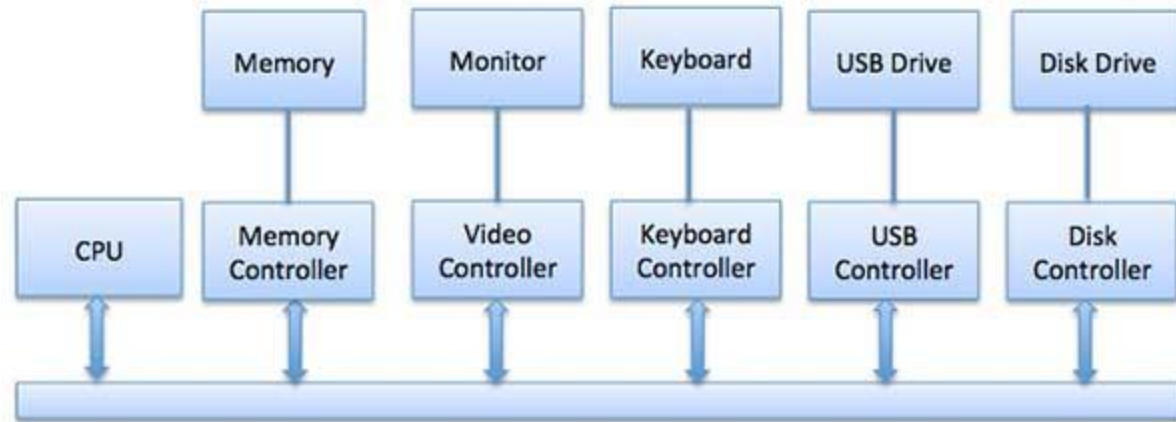 Memory
Monitor
Keyboard
USB Drive
Disk Drive
CPU
Memory
Controller
Video
Controller
Keyboard
Controller
USB
Controller
Disk
Controller